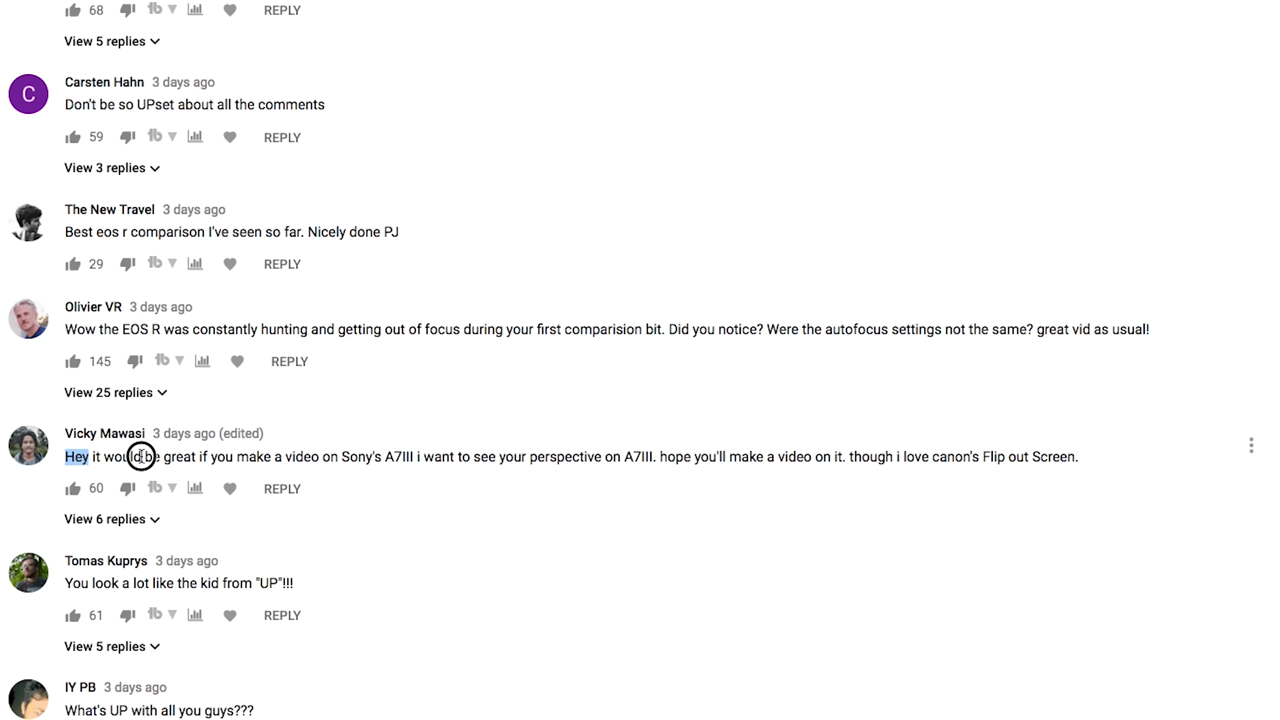 68 REPLY
View 5 replies
C
Carsten Hahn 3 days ago
Don't be so UPset about all the comments
59 REPLY
View 3 replies
The New Travel 3 days ago
Best eos r comparison I've seen so far. Nicely done PJ
29 REPLY
Olivier VR 3 days ago
Wow the EOS R was constantly hunting and getting out of focus during your first comparision bit. Did you notice? Were the autofocus settings not the same? great vid as usual!
145 REPLY
View 25 replies
Vicky Mawasi 3 days ago (edited)
Hey it would be great if you make a video on Sony's A7III i want to see your perspective on A7III. hope you'll make a video on it. though i love canon's Flip out Screen.
60 REPLY
View 6 replies
Tomas Kuprys 3 days ago
You look a lot like the kid from "UP"!!!
61 REPLY
View 5 replies
IY PB 3 days ago
What's UP with all you guys???